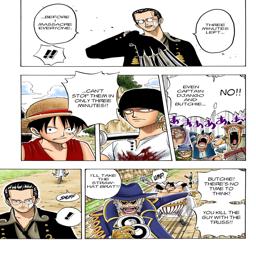 THREE
MINUTES
LEFT...
...BEFORE
I
MASSACRE
EVERYONE.
!!
NO!!
EVEN
CAPTAIN
DJANGO
AND
BUTCHIE...
...CAN'T
STOP THEM IN
ONLY THREE
MINUTES!!
BUTCHIE!
THERE'S NO
TIME TO
THINK!
YOU KILL THE
GUY WITH THE
TRUSS!!
I'LL TAKE
THE
STRAW-
HAT BRAT!